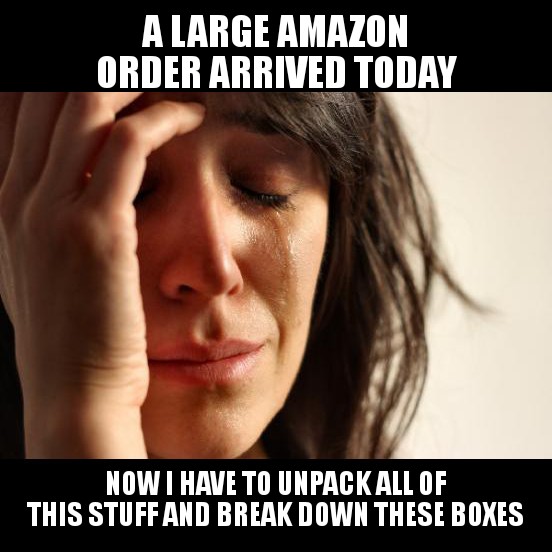 A LARGE AMAZON
ORDER ARRIVED TODAY
NOW I HAVE TO UNPACK ALL OF
THIS STUFF AND BREAK DOWN THESE BOXES